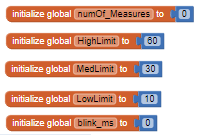 initialize global numOf_Measures to 0
initialize global HighLimit to 60
initialize global MedLimit to 30
initialize global LowLimit to 10
initialize global blink_ms to 0